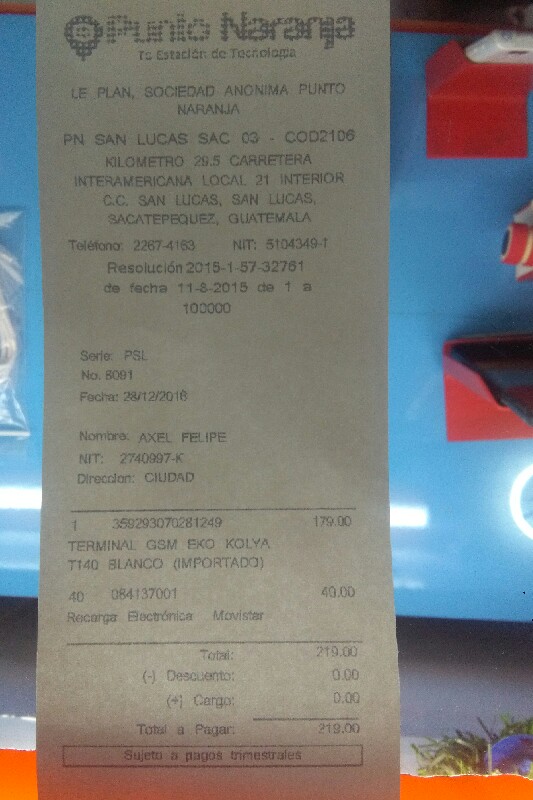 Punto Naranja
Tu Estación de Tecnología
LE PLAN, SOCIEDAD ANONIMA PUNTO
NARANJA
PN SAN LUCAS SAC 03 - COD2106
KILOMETRO 29.5 CARRETERA
INTERAMERICANA LOCAL 21 INTERIOR
C.C. SAN LUCAS, SAN LUCAS,
SACATEPEQUEZ, GUATEMALA
Teléfono: 2267-4163 NIT: 5104349-1
Resolución 2015-1-57-32761
de fecha 11-8-2015 de 1 a
100000
Serie: PSL
No. 8091
Fecha: 28/12/2016
Nombre: AXEL FELIPE
NIT: 2740997-K
Direccion: CIUDAD
1 359293070281249 179.00
TERMINAL GSM EKO KOLYA
T140 BLANCO (IMPORTADO)
40 084137001 40.00
Recarga Electrónica Movistar
Total: 219.00
(-) Descuento: 0.00
(+) Cargo: 0.00
Total a Pagar: 219.00
Sujeto a pagos trimestrales